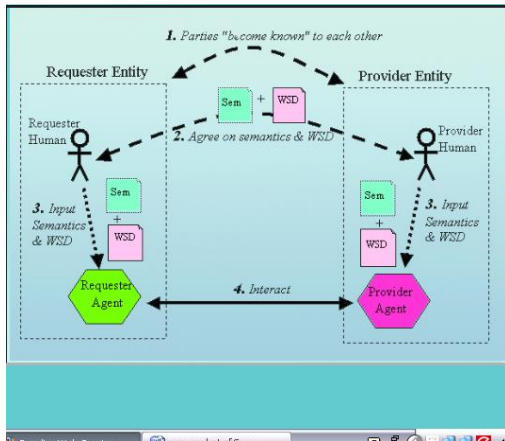 1. Parties "become known" to each other
Requester Entity
Provider Entity
Sem + WSD
Requester
Human
2. Agree on semantics & WSD
Provider
Human
3. Input
Semantics
& WSD
Sem
+
WSD
Sem
+
WSD
3. Input
Semantics
& WSD
Requester
Agent
4. Interact
Provider
Agent